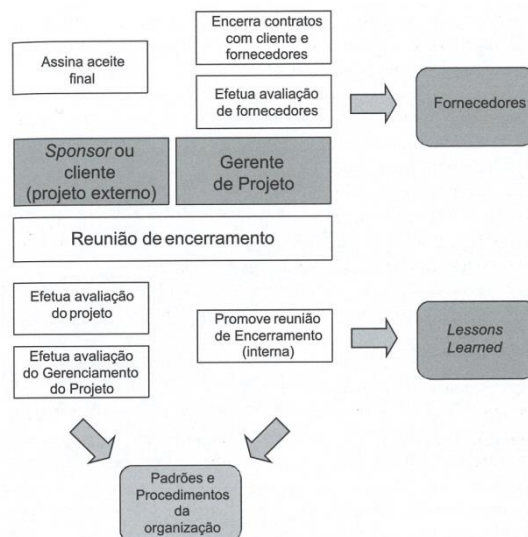 Encerra contratos
com cliente e
fornecedores
Assina aceite
final
Efetua avaliação
de fornecedores
Fornecedores
Sponsor ou
cliente
(projeto externo)
Gerente
de Projeto
Reunião de encerramento
Efetua avaliação
do projeto
Promove reunião
de Encerramento
(interna)
Lessons
Learned
Efetua avaliação
do Gerenciamento
do Projeto
Padrões e
Procedimentos
da
organização